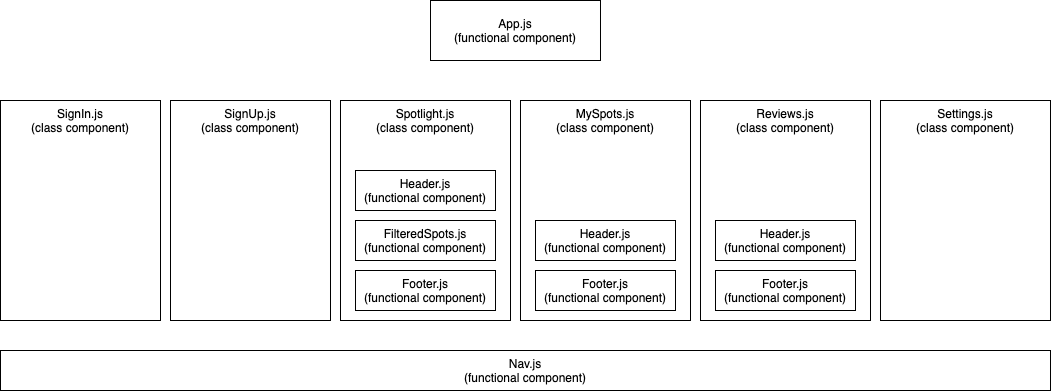 App.js
(functional component)
SignIn.js
(class component)
SignUp.js
(class component)
Spotlight.js
(class component)
Header.js
(functional component)
FilteredSpots.js
(functional component)
Footer.js
(functional component)
MySpots.js
(class component)
Header.js
(functional component)
Footer.js
(functional component)
Reviews.js
(class component)
Header.js
(functional component)
Footer.js
(functional component)
Settings.js
(class component)
Nav.js
(functional component)